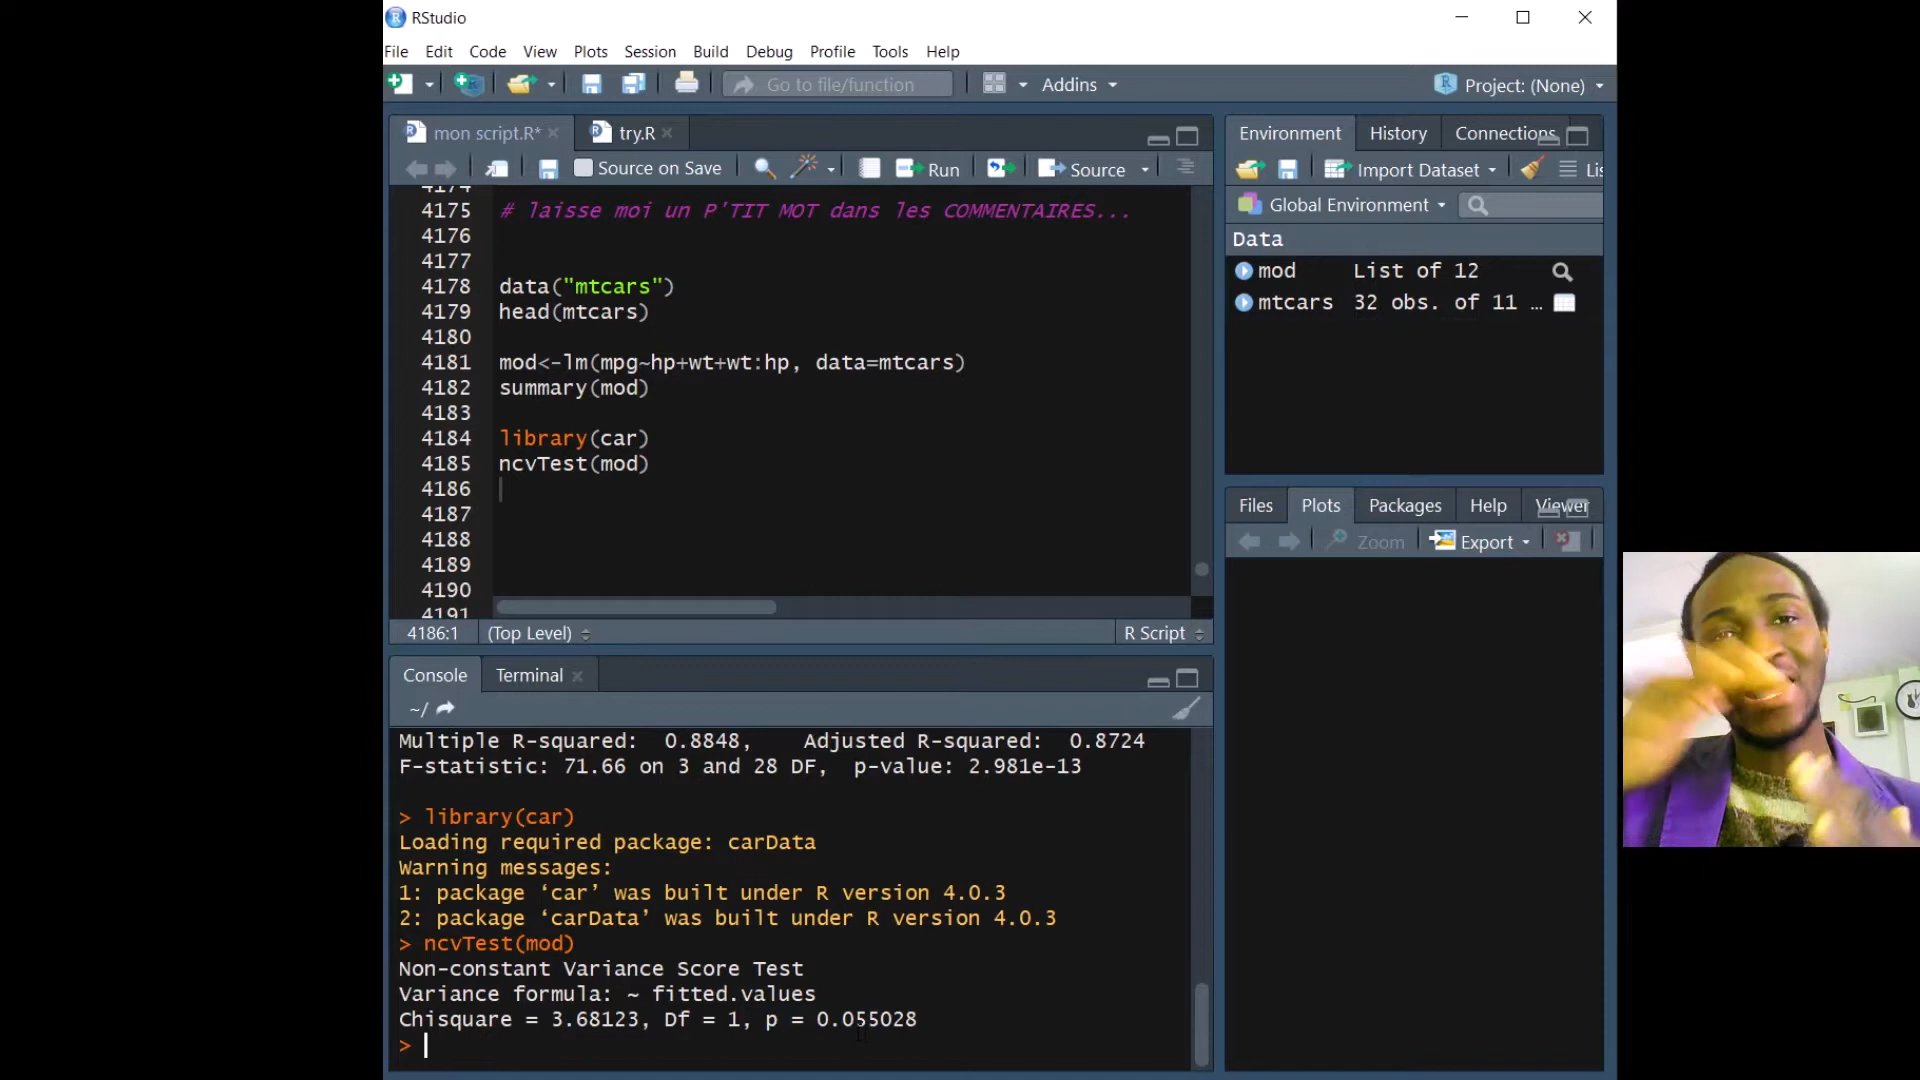 RStudio
File Edit Code View Plots Session Build Debug Profile Tools Help
Go to file/function Addins Project: (None)
mon script.R* try.R
Source on Save Run Source
4174
4175 # laisse moi un P'TIT MOT dans les COMMENTAIRES...
4176
4177
4178 data("mtcars")
4179 head(mtcars)
4180
4181 mod<-lm(mpg~hp+wt+wt:hp, data=mtcars)
4182 summary(mod)
4183
4184 library(car)
4185 ncvTest(mod)
4186
4187
4188
4189
4190
4191
4186:1 (Top Level) R Script
Console Terminal
~/
Multiple R-squared: 0.8848, Adjusted R-squared: 0.8724
F-statistic: 71.66 on 3 and 28 DF, p-value: 2.981e-13
> library(car)
Loading required package: carData
Warning messages:
1: package ‘car’ was built under R version 4.0.3
2: package ‘carData’ was built under R version 4.0.3
> ncvTest(mod)
Non-constant Variance Score Test
Variance formula: ~ fitted.values
Chisquare = 3.68123, Df = 1, p = 0.055028
>
Environment History Connections
Import Dataset Lis
Global Environment
Data
mod List of 12
mtcars 32 obs. of 11 …
Files Plots Packages Help Viewer
Zoom Export